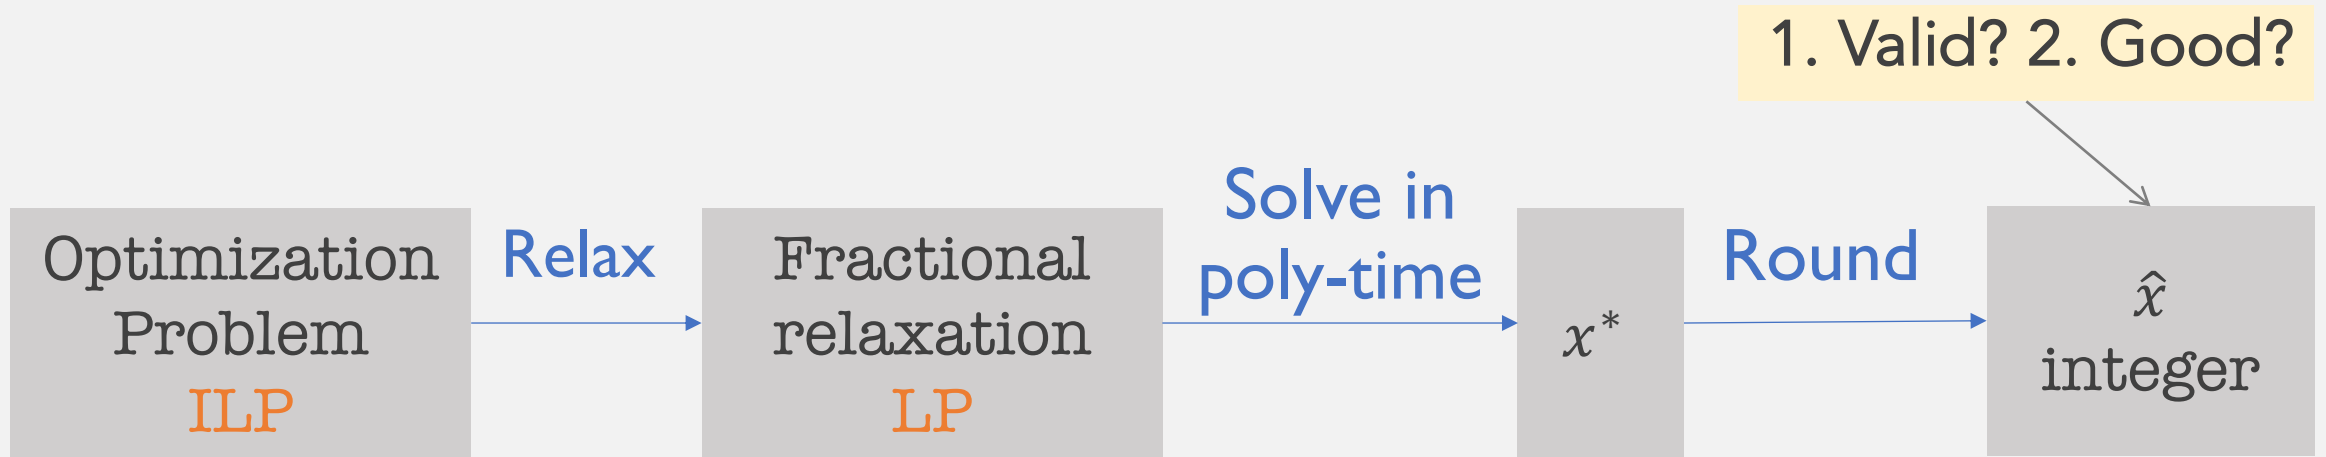 1. Valid? 2. Good?
Optimization
Problem
ILP
Relax
Fractional
relaxation
LP
Solve in
poly-time
x*
Round
x̂
integer